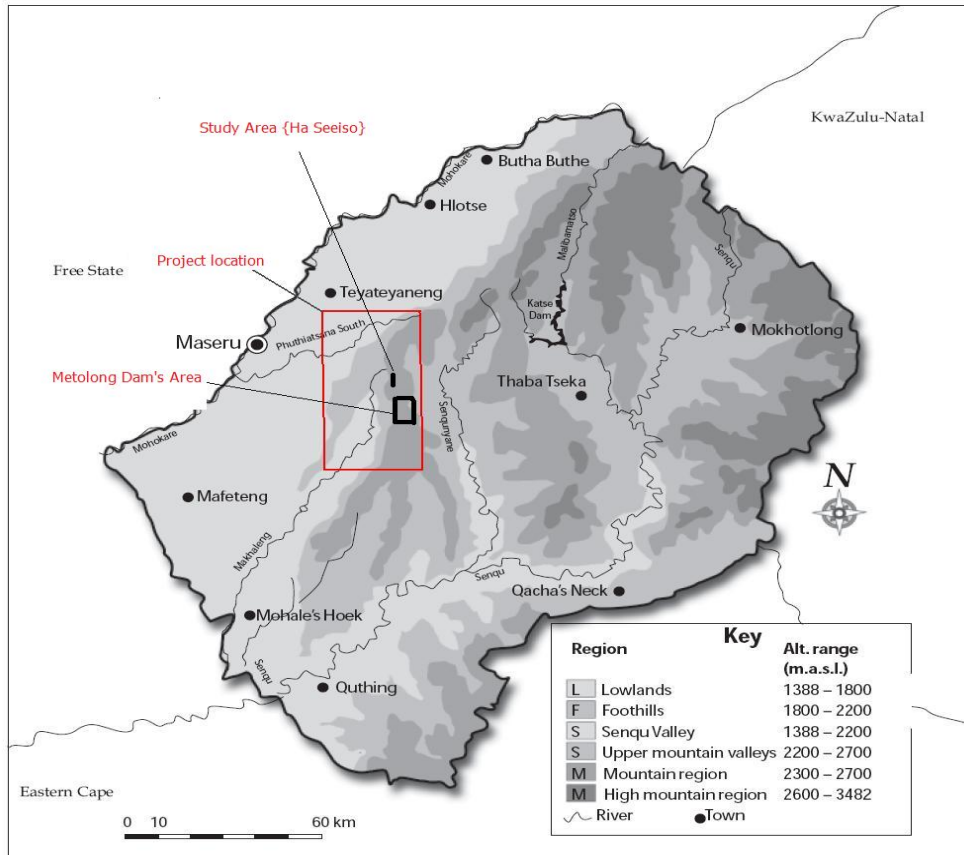 KwaZulu-Natal
Study Area {Ha Seeiso}
Mohokare
Butha Buthe
Hlotse
Malibamatso
Senqu
Project location
Free State
Teyateyaneng
Katse
Dam
Mokhotlong
Phuthiatsana South
Maseru
Metolong Dam's Area
Thaba Tseka
Senqunyane
Mohokare
Mafeteng
N
Makhaleng
Senqu
Qacha's Neck
Mohale's Hoek
Senqu
Quthing
Eastern Cape
0 10 60 km
Key
Region Alt. range
(m.a.s.l.)
L Lowlands 1388 – 1800
F Foothills 1800 – 2200
S Senqu Valley 1388 – 2200
S Upper mountain valleys 2200 – 2700
M Mountain region 2300 – 2700
M High mountain region 2600 – 3482
River Town